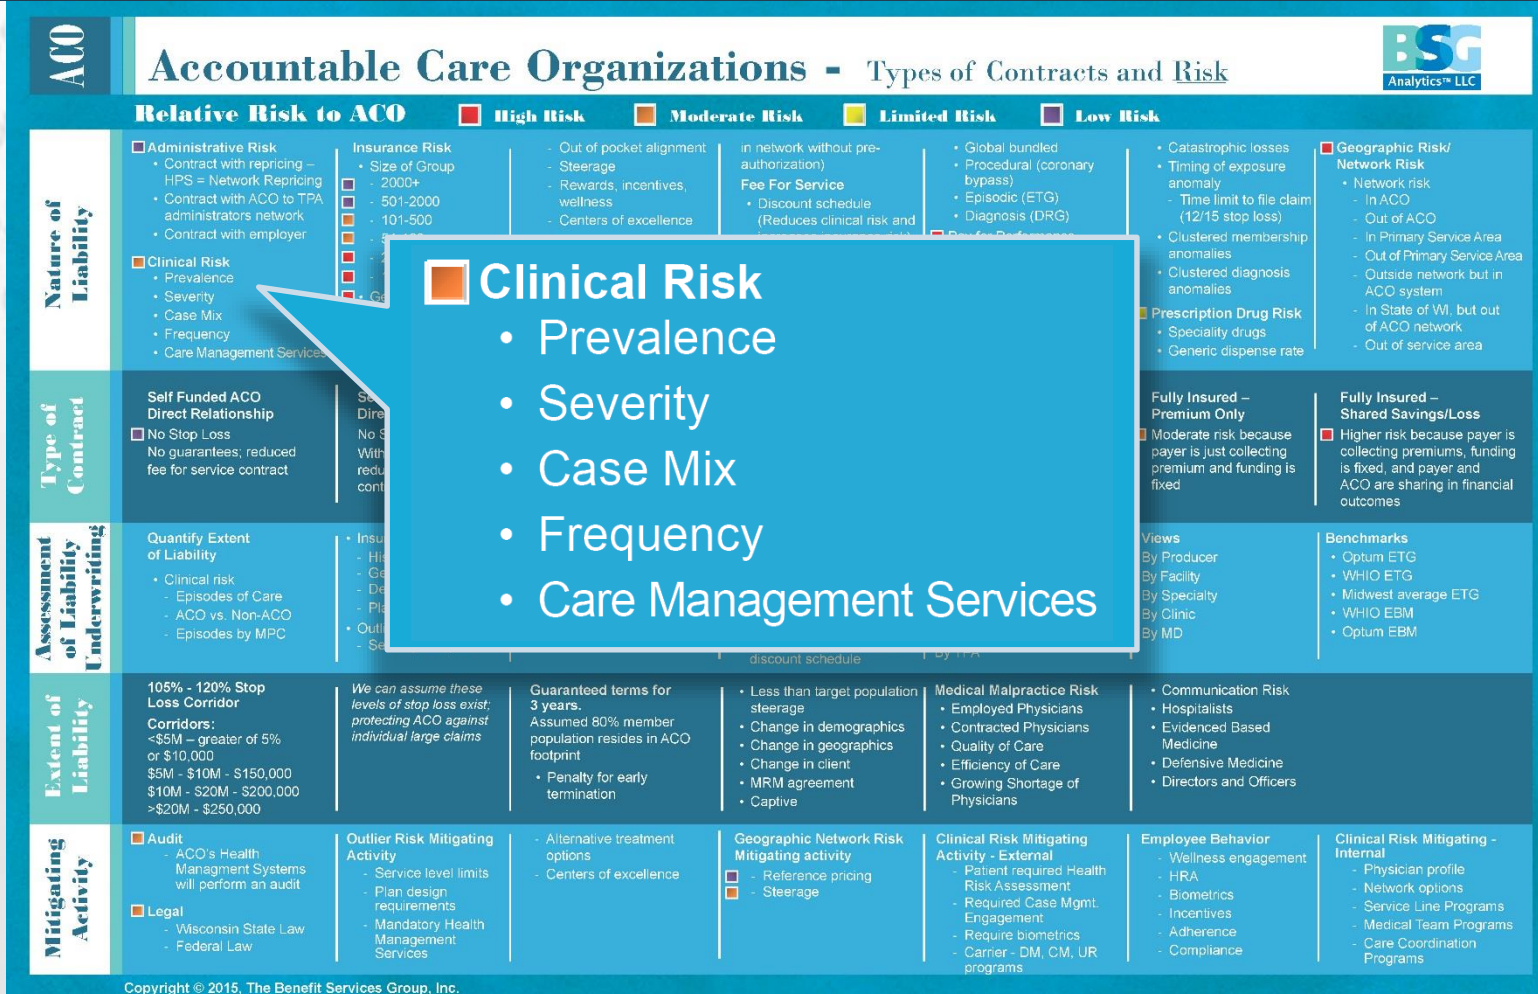 ACO
Accountable Care Organizations - Types of Contracts and Risk
BSG
Analytics™ LLC
Relative Risk to ACO
High Risk
Moderate Risk
Limited Risk
Low Risk
Nature of
Liability
Administrative Risk
• Contract with repricing –
HPS = Network Repricing
• Contract with ACO to TPA
administrators network
• Contract with employer
Clinical Risk
• Prevalence
• Severity
• Case Mix
• Frequency
• Care Management Services
Insurance Risk
• Size of Group
- 2000+
- 501-2000
- 101-500
- Out of pocket alignment
- Steerage
- Rewards, incentives,
wellness
- Centers of excellence
in network without pre-
authorization)
Fee For Service
• Discount schedule
(Reduces clinical risk and
• Global bundled
• Procedural (coronary
bypass)
• Episodic (ETG)
• Diagnosis (DRG)
• Catastrophic losses
• Timing of exposure
anomaly
- Time limit to file claim
(12/15 stop loss)
• Clustered membership
anomalies
• Clustered diagnosis
anomalies
Prescription Drug Risk
• Speciality drugs
• Generic dispense rate
Geographic Risk/
Network Risk
• Network risk
- In ACO
- Out of ACO
- In Primary Service Area
- Out of Primary Service Area
- Outside network but in
ACO system
- In State of WI, but out
of ACO network
- Out of service area
Clinical Risk
• Prevalence
• Severity
• Case Mix
• Frequency
• Care Management Services
Type of
Contract
Self Funded ACO
Direct Relationship
No Stop Loss
No guarantees; reduced
fee for service contract
Fully Insured –
Premium Only
Moderate risk because
payer is just collecting
premium and funding is
fixed
Fully Insured –
Shared Savings/Loss
Higher risk because payer is
collecting premiums, funding
is fixed, and payer and
ACO are sharing in financial
outcomes
Assessment
of Liability
Underwriting
Quantify Extent
of Liability
• Clinical risk
- Episodes of Care
- ACO vs. Non-ACO
- Episodes by MPC
discount schedule
By TPA
Views
By Producer
By Facility
By Specialty
By Clinic
By MD
Benchmarks
• Optum ETG
• WHIO ETG
• Midwest average ETG
• WHIO EBM
• Optum EBM
Extent of
Liability
105% - 120% Stop
Loss Corridor
Corridors:
<$5M – greater of 5%
or $10,000
$5M - $10M - $150,000
$10M - $20M - $200,000
>$20M - $250,000
We can assume these
levels of stop loss exist;
protecting ACO against
individual large claims
Guaranteed terms for
3 years.
Assumed 80% member
population resides in ACO
footprint
• Penalty for early
termination
• Less than target population
steerage
• Change in demographics
• Change in geographics
• Change in client
• MRM agreement
• Captive
Medical Malpractice Risk
• Employed Physicians
• Contracted Physicians
• Quality of Care
• Efficiency of Care
• Growing Shortage of
Physicians
• Communication Risk
• Hospitalists
• Evidenced Based
Medicine
• Defensive Medicine
• Directors and Officers
Mitigating
Activity
Audit
- ACO's Health
Managment Systems
will perform an audit
Legal
- Wisconsin State Law
- Federal Law
Outlier Risk Mitigating
Activity
- Service level limits
- Plan design
requirements
- Mandatory Health
Management
Services
- Alternative treatment
options
- Centers of excellence
Geographic Network Risk
Mitigating activity
- Reference pricing
- Steerage
Clinical Risk Mitigating
Activity - External
- Patient required Health
Risk Assessment
- Required Case Mgmt.
Engagement
- Require biometrics
- Carrier - DM, CM, UR
programs
Employee Behavior
- Wellness engagement
- HRA
- Biometrics
- Incentives
- Adherence
- Compliance
Clinical Risk Mitigating -
Internal
- Physician profile
- Network options
- Service Line Programs
- Medical Team Programs
- Care Coordination
Programs
Copyright © 2015, The Benefit Services Group, Inc.